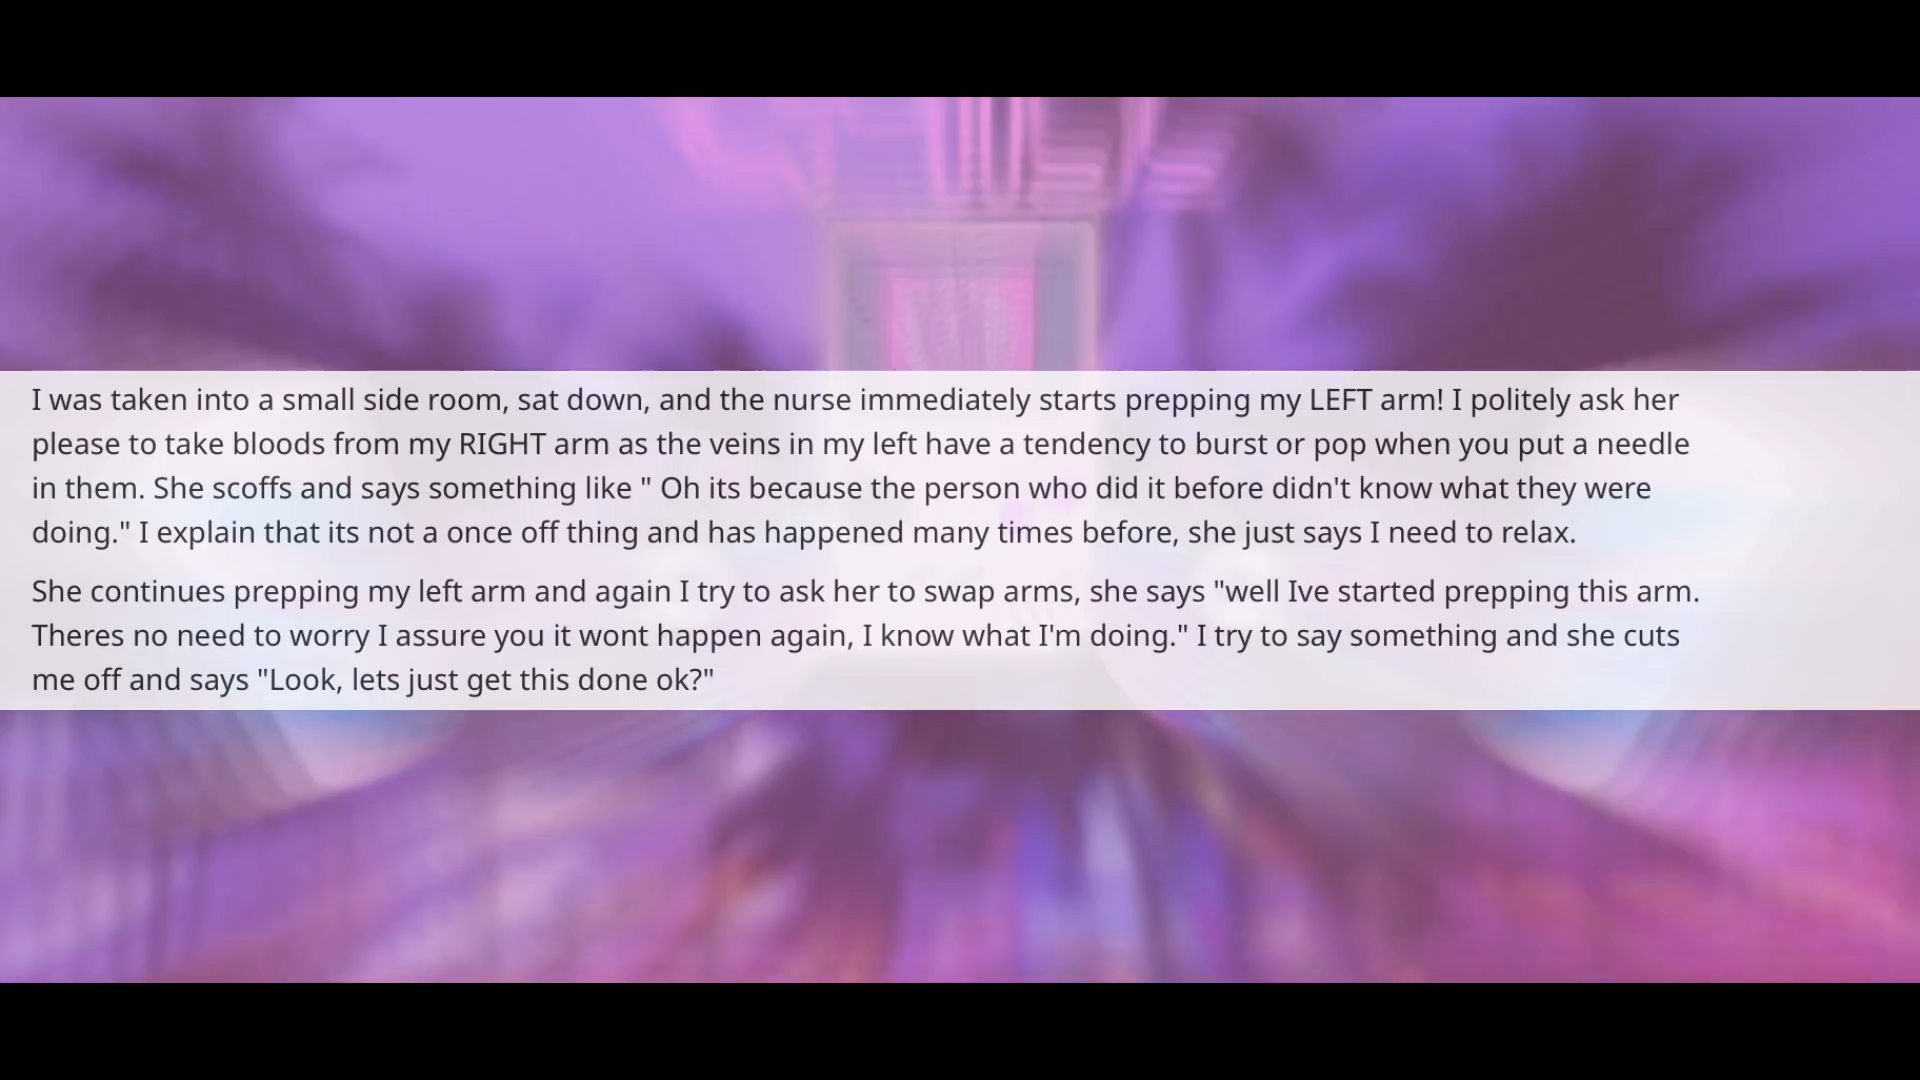 I was taken into a small side room, sat down, and the nurse immediately starts prepping my LEFT arm! I politely ask her
please to take bloods from my RIGHT arm as the veins in my left have a tendency to burst or pop when you put a needle
in them. She scoffs and says something like " Oh its because the person who did it before didn't know what they were
doing." I explain that its not a once off thing and has happened many times before, she just says I need to relax.
She continues prepping my left arm and again I try to ask her to swap arms, she says "well Ive started prepping this arm.
Theres no need to worry I assure you it wont happen again, I know what I'm doing." I try to say something and she cuts
me off and says "Look, lets just get this done ok?"